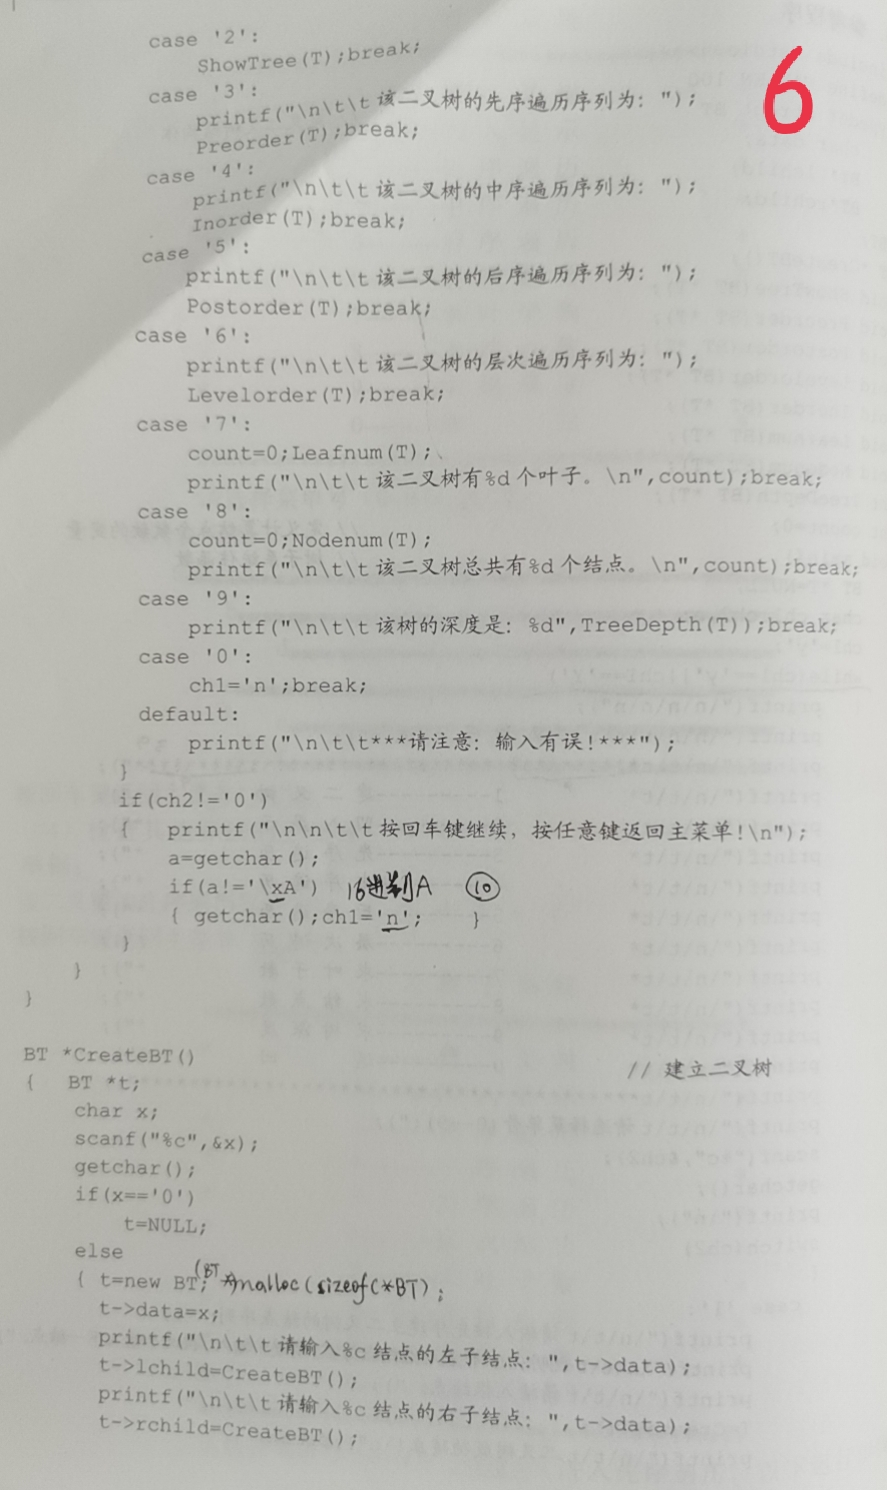 6
case '2':
ShowTree(T);break;
case '3':
printf("\n\t\t 该二叉树的先序遍历序列为: ");
Preorder(T);break;
case '4':
printf("\n\t\t 该二叉树的中序遍历序列为: ");
Inorder(T);break;
case '5':
printf("\n\t\t 该二叉树的后序遍历序列为: ");
Postorder(T);break;
case '6':
printf("\n\t\t 该二叉树的层次遍历序列为: ");
Levelorder(T);break;
case '7':
count=0;Leafnum(T);
printf("\n\t\t 该二叉树有%d 个叶子。\n",count);break;
case '8':
count=0;Nodenum(T);
printf("\n\t\t 该二叉树总共有%d 个结点。\n",count);break;
case '9':
printf("\n\t\t 该树的深度是: %d",TreeDepth(T));break;
case '0':
ch1='n';break;
default:
printf("\n\t\t***请注意: 输入有误!***");
}
if(ch2!='0')
{ printf("\n\n\t\t 按回车键继续, 按任意键返回主菜单!\n");
a=getchar();
if(a!='\xA') 16进制A 10
{ getchar();ch1='n'; }
}
}
}
BT *CreateBT() // 建立二叉树
{ BT *t;
char x;
scanf("%c",&x);
getchar();
if(x=='0')
t=NULL;
else
{ t=new BT; (BT *)malloc(sizeof(*BT);
t->data=x;
printf("\n\t\t 请输入%c 结点的左子结点: ",t->data);
t->lchild=CreateBT();
printf("\n\t\t 请输入%c 结点的右子结点: ",t->data);
t->rchild=CreateBT();